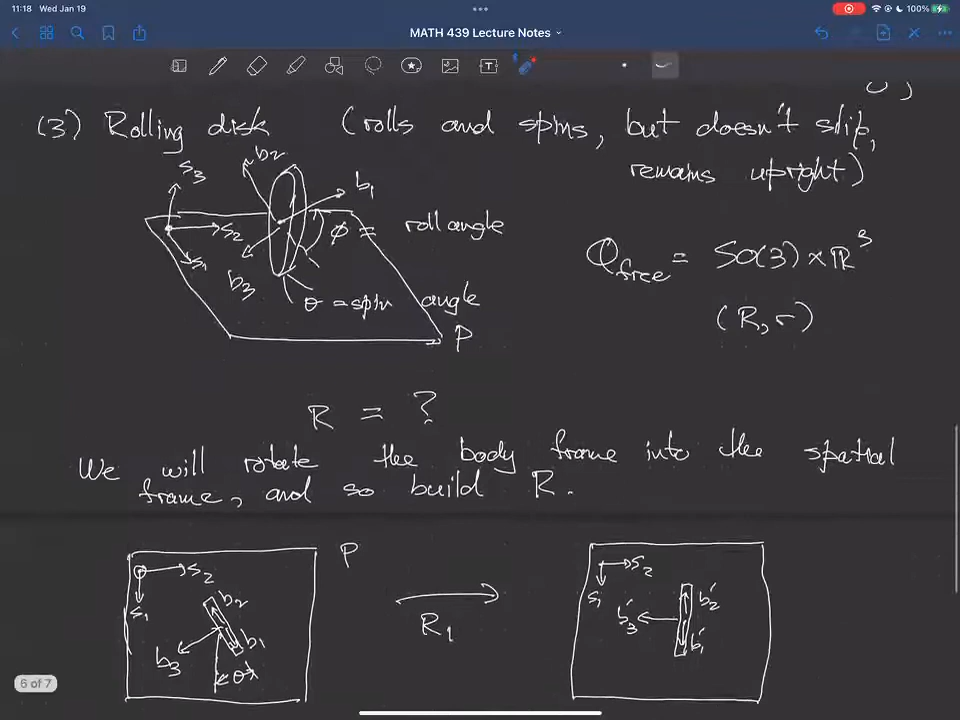 11:18 Wed Jan 19
100%
MATH 439 Lecture Notes
(3) Rolling disk (rolls and spins, but doesn't slip,
remains upright)
s3 b2 b1
s2 φ = roll angle
s1 b3
θ = spin angle
P
Qfree = SO(3) × ℝ³
(R, r)
R = ?
We will rotate the body frame into the spatial
frame, and so build R.
P
s2 s2
s1 b2 s1 b2'
b3 b1 b3' b1'
θ
R1
6 of 7